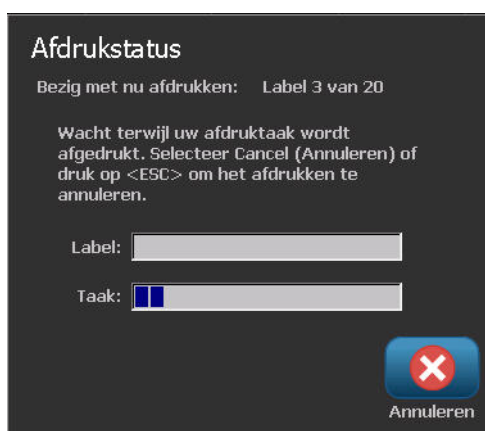 Afdrukstatus
Bezig met nu afdrukken: Label 3 van 20
Wacht terwijl uw afdruktaak wordt
afgedrukt. Selecteer Cancel (Annuleren) of
druk op <ESC> om het afdrukken te
annuleren.
Label:
Taak:
Annuleren